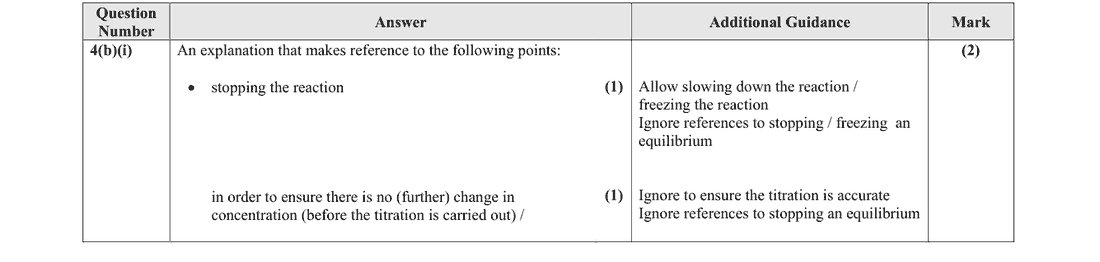 Question Number Answer Additional Guidance Mark
4(b)(i) An explanation that makes reference to the following points: (2)
• stopping the reaction (1) Allow slowing down the reaction /
freezing the reaction
Ignore references to stopping / freezing an
equilibrium
in order to ensure there is no (further) change in (1) Ignore to ensure the titration is accurate
concentration (before the titration is carried out) / Ignore references to stopping an equilibrium